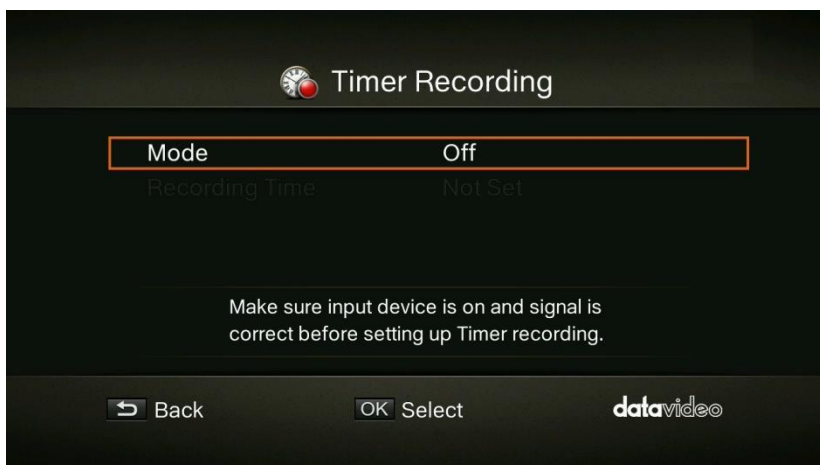 Timer Recording
Mode Off
Recording Time Not Set
Make sure input device is on and signal is
correct before setting up Timer recording.
Back OK Select datavideo